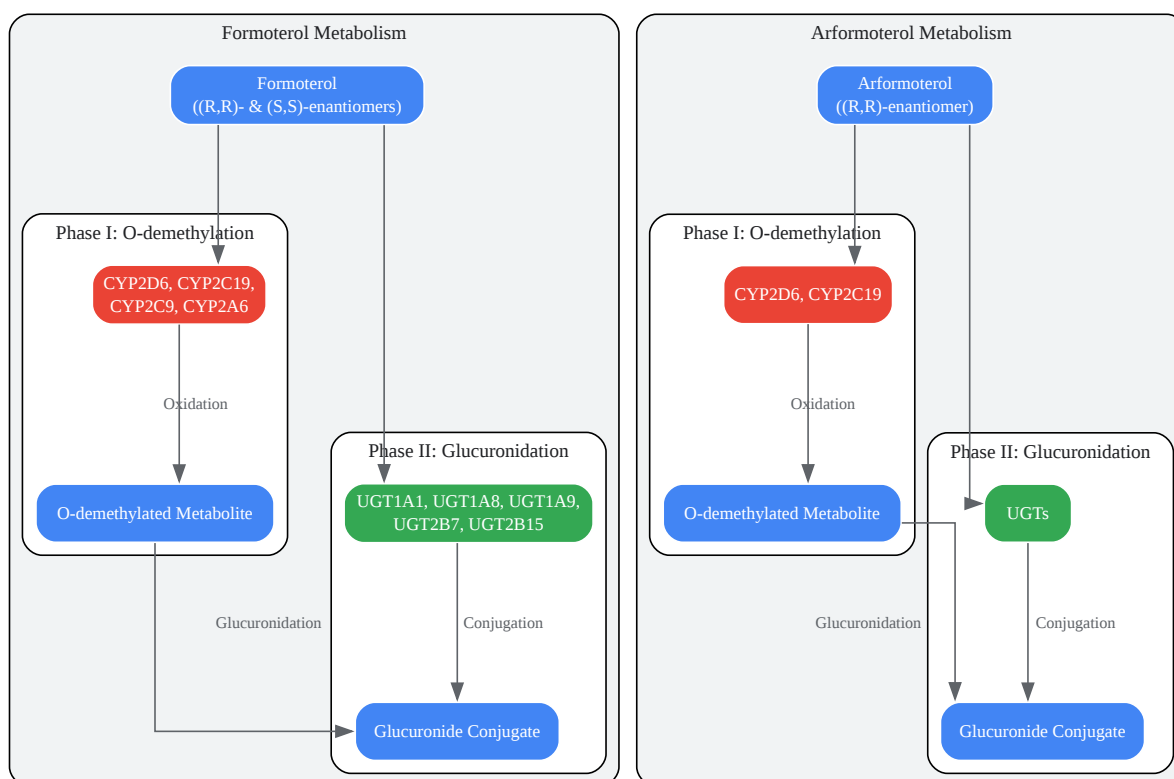 Formoterol Metabolism
Formoterol
((R,R)- & (S,S)-enantiomers)
Phase I: O-demethylation
CYP2D6, CYP2C19,
CYP2C9, CYP2A6
Oxidation
O-demethylated Metabolite
Phase II: Glucuronidation
UGT1A1, UGT1A8, UGT1A9,
UGT2B7, UGT2B15
Glucuronidation
Conjugation
Glucuronide Conjugate
Arformoterol Metabolism
Arformoterol
((R,R)-enantiomer)
Phase I: O-demethylation
CYP2D6, CYP2C19
Oxidation
O-demethylated Metabolite
Phase II: Glucuronidation
UGTs
Glucuronidation
Conjugation
Glucuronide Conjugate